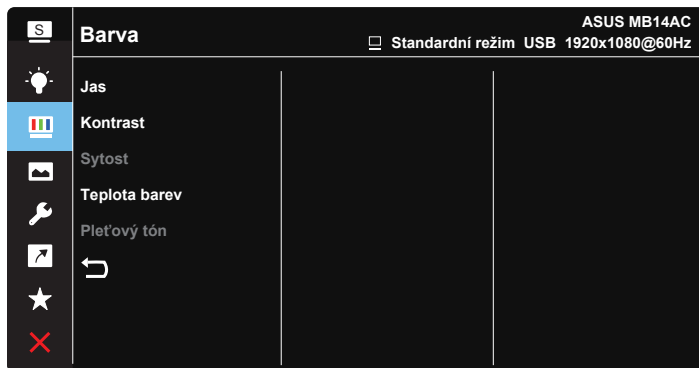 S
Barva
ASUS MB14AC
Standardní režim USB 1920x1080@60Hz
Jas
Kontrast
Sytost
Teplota barev
Pleťový tón